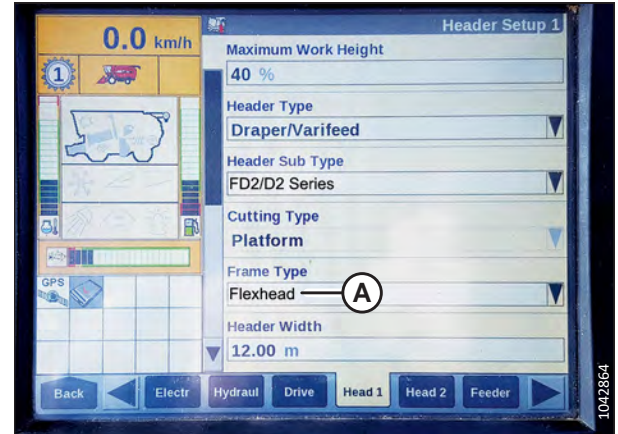 0.0 km/h
1
GPS
Header Setup 1
Maximum Work Height
40 %
Header Type
Draper/Varifeed
Header Sub Type
FD2/D2 Series
Cutting Type
Platform
Frame Type
Flexhead
A
Header Width
12.00 m
Back
Electr
Hydraul
Drive
Head 1
Head 2
Feeder
1042864